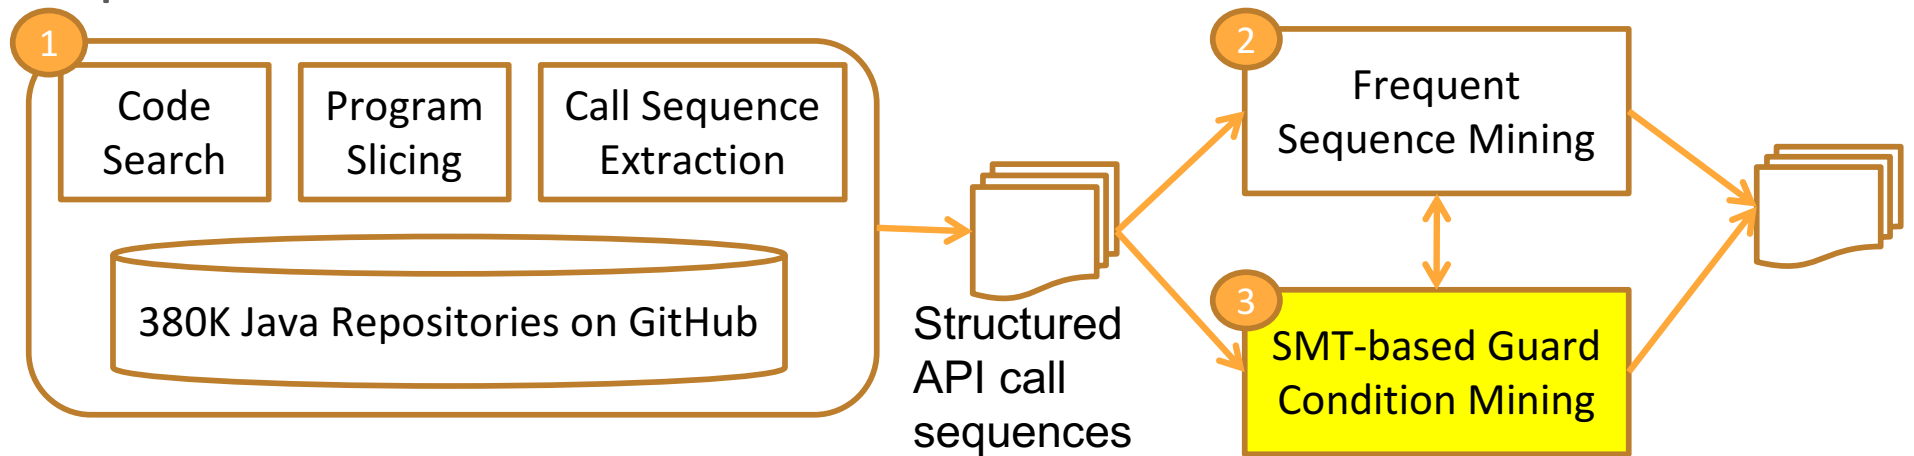 1
Code
Search
Program
Slicing
Call Sequence
Extraction
380K Java Repositories on GitHub
Structured
API call
sequences
2
Frequent
Sequence Mining
3
SMT-based Guard
Condition Mining